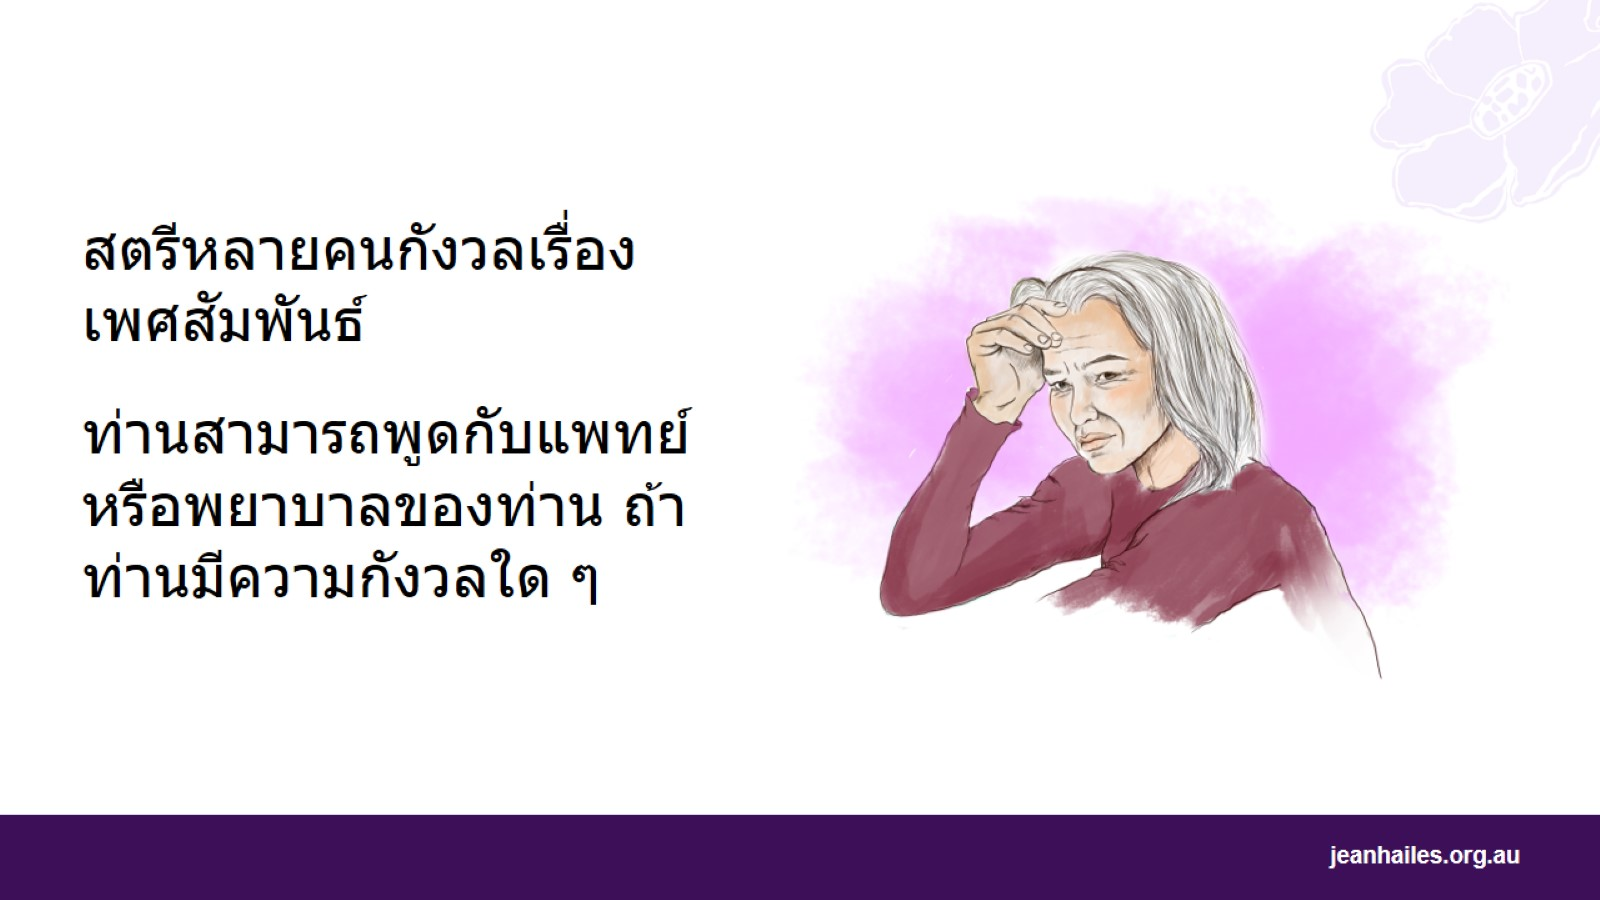 สตรีหลายคนกังวลเรื่อง
เพศสัมพันธ์
ท่านสามารถพูดกับแพทย์
หรือพยาบาลของท่าน ถ้า
ท่านมีความกังวลใด ๆ
jeanhailes.org.au